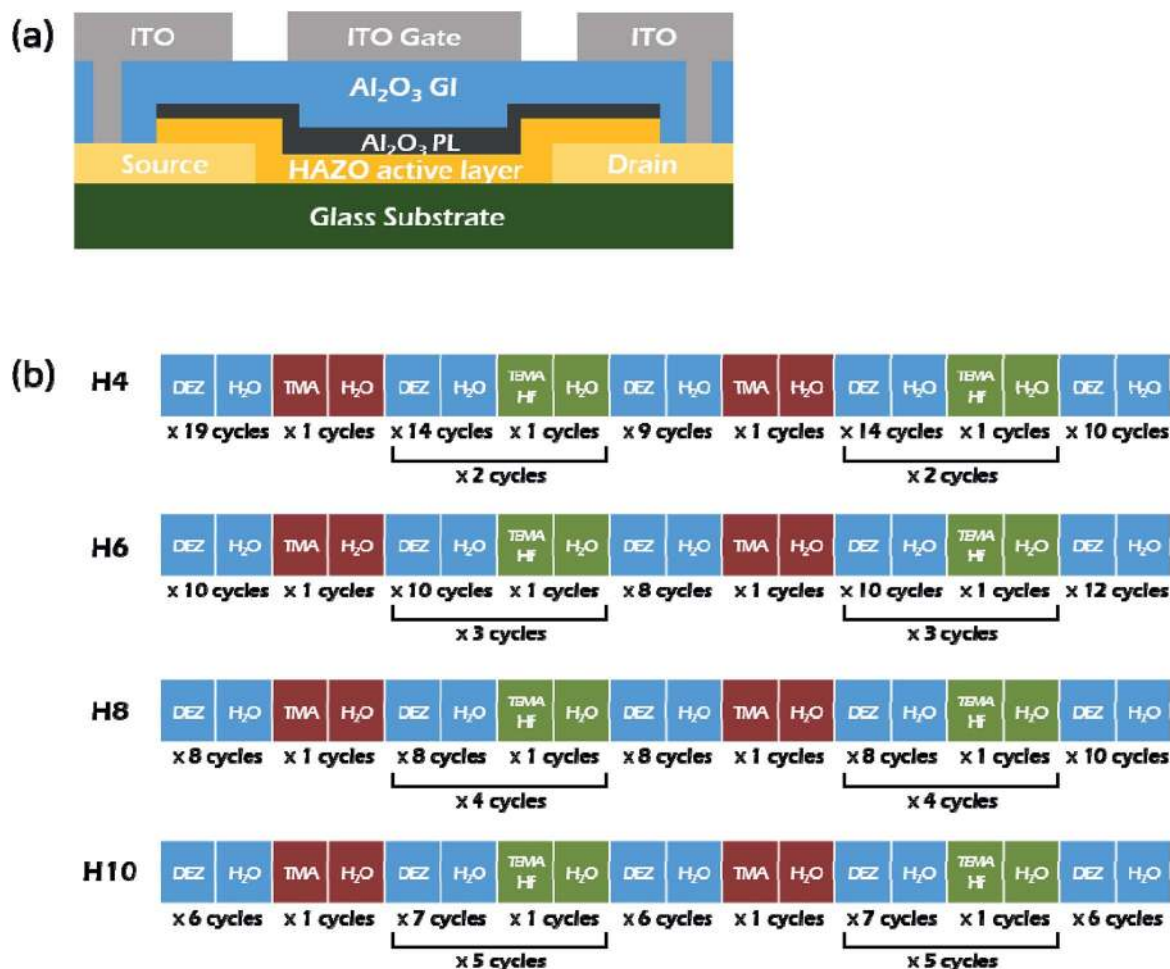 (a)
ITO ITO Gate ITO
Al₂O₃ GI
Al₂O₃ PL
Source HAZO active layer Drain
Glass Substrate
(b)
H4
DEZ H₂O TMA H₂O DEZ H₂O TEMA Hf H₂O DEZ H₂O TMA H₂O DEZ H₂O TEMA Hf H₂O DEZ H₂O
x 19 cycles x 1 cycles x 14 cycles x 1 cycles x 9 cycles x 1 cycles x 14 cycles x 1 cycles x 10 cycles
x 2 cycles x 2 cycles
H6
DEZ H₂O TMA H₂O DEZ H₂O TEMA Hf H₂O DEZ H₂O TMA H₂O DEZ H₂O TEMA Hf H₂O DEZ H₂O
x 10 cycles x 1 cycles x 10 cycles x 1 cycles x 8 cycles x 1 cycles x 10 cycles x 1 cycles x 12 cycles
x 3 cycles x 3 cycles
H8
DEZ H₂O TMA H₂O DEZ H₂O TEMA Hf H₂O DEZ H₂O TMA H₂O DEZ H₂O TEMA Hf H₂O DEZ H₂O
x 8 cycles x 1 cycles x 8 cycles x 1 cycles x 8 cycles x 1 cycles x 8 cycles x 1 cycles x 10 cycles
x 4 cycles x 4 cycles
H10
DEZ H₂O TMA H₂O DEZ H₂O TEMA Hf H₂O DEZ H₂O TMA H₂O DEZ H₂O TEMA Hf H₂O DEZ H₂O
x 6 cycles x 1 cycles x 7 cycles x 1 cycles x 6 cycles x 1 cycles x 7 cycles x 1 cycles x 6 cycles
x 5 cycles x 5 cycles